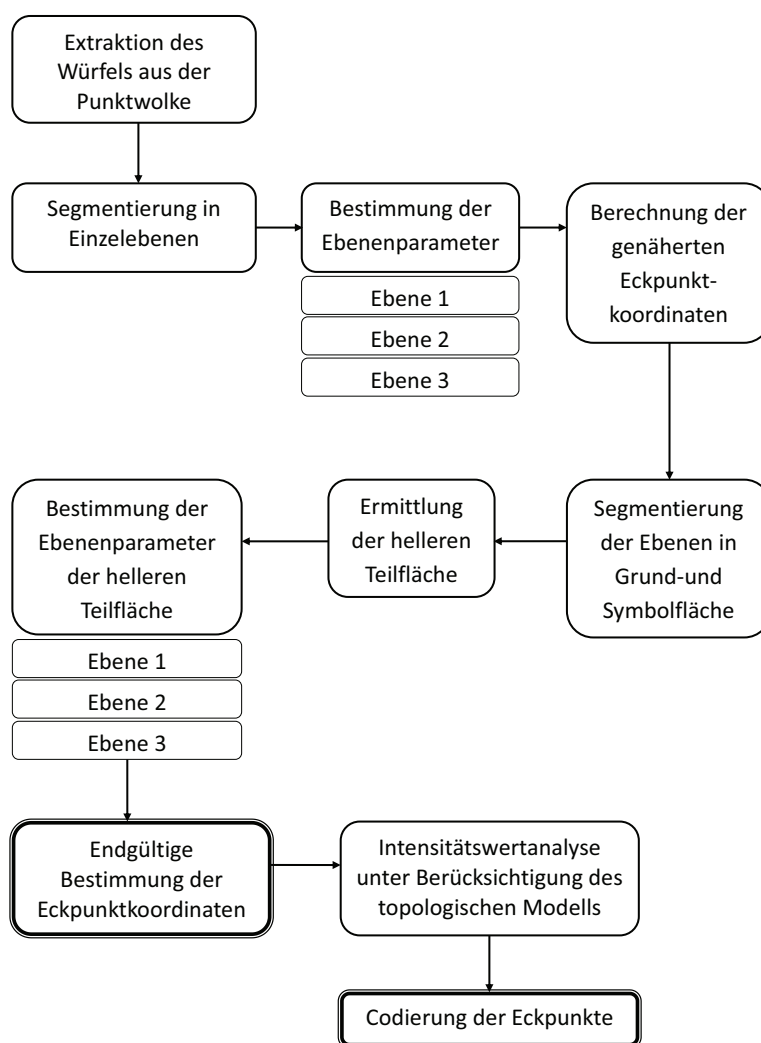 Extraktion des
Würfels aus der
Punktwolke
Segmentierung in
Einzelebenen
Bestimmung der
Ebenenparameter
Ebene 1
Ebene 2
Ebene 3
Berechnung der
genäherten
Eckpunkt-
koordinaten
Segmentierung
der Ebenen in
Grund-und
Symbolfläche
Ermittlung
der helleren
Teilfläche
Bestimmung der
Ebenenparameter
der helleren
Teilfläche
Ebene 1
Ebene 2
Ebene 3
Endgültige
Bestimmung der
Eckpunktkoordinaten
Intensitätswertanalyse
unter Berücksichtigung des
topologischen Modells
Codierung der Eckpunkte